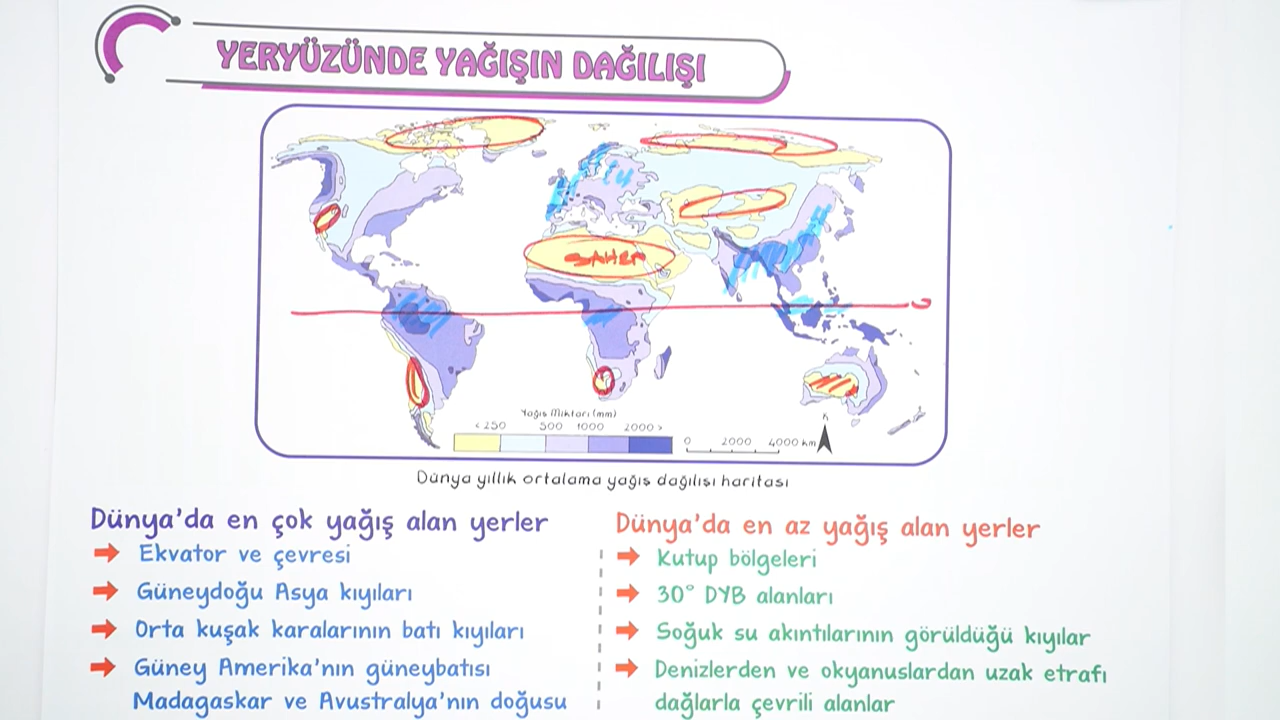 YERYÜZÜNDE YAĞIŞIN DAĞILIŞI
SAHRA
Yağış Miktarı (mm)
< 250 500 1000 2000 >
0 2000 4000 km
K
Dünya yıllık ortalama yağış dağılışı haritası
Dünya'da en çok yağış alan yerler
Ekvator ve çevresi
Güneydoğu Asya kıyıları
Orta kuşak karalarının batı kıyıları
Güney Amerika'nın güneybatısı
Madagaskar ve Avustralya'nın doğusu
Dünya'da en az yağış alan yerler
Kutup bölgeleri
30° DYB alanları
Soğuk su akıntılarının görüldüğü kıyılar
Denizlerden ve okyanuslardan uzak etrafı
dağlarla çevrili alanlar